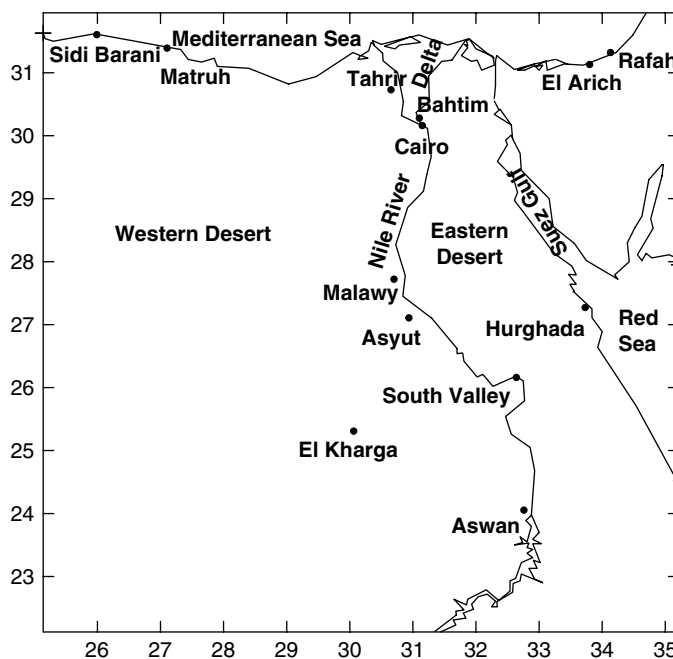 Mediterranean Sea
Sidi Barani
Matruh
Tahrir
Delta
Bahtim
Cairo
El Arich
Rafah
Nile River
Suez Gulf
Western Desert
Eastern
Desert
Malawy
Asyut
Hurghada
Red
Sea
South Valley
El Kharga
Aswan
31
30
29
28
27
26
25
24
23
26 27 28 29 30 31 32 33 34 35